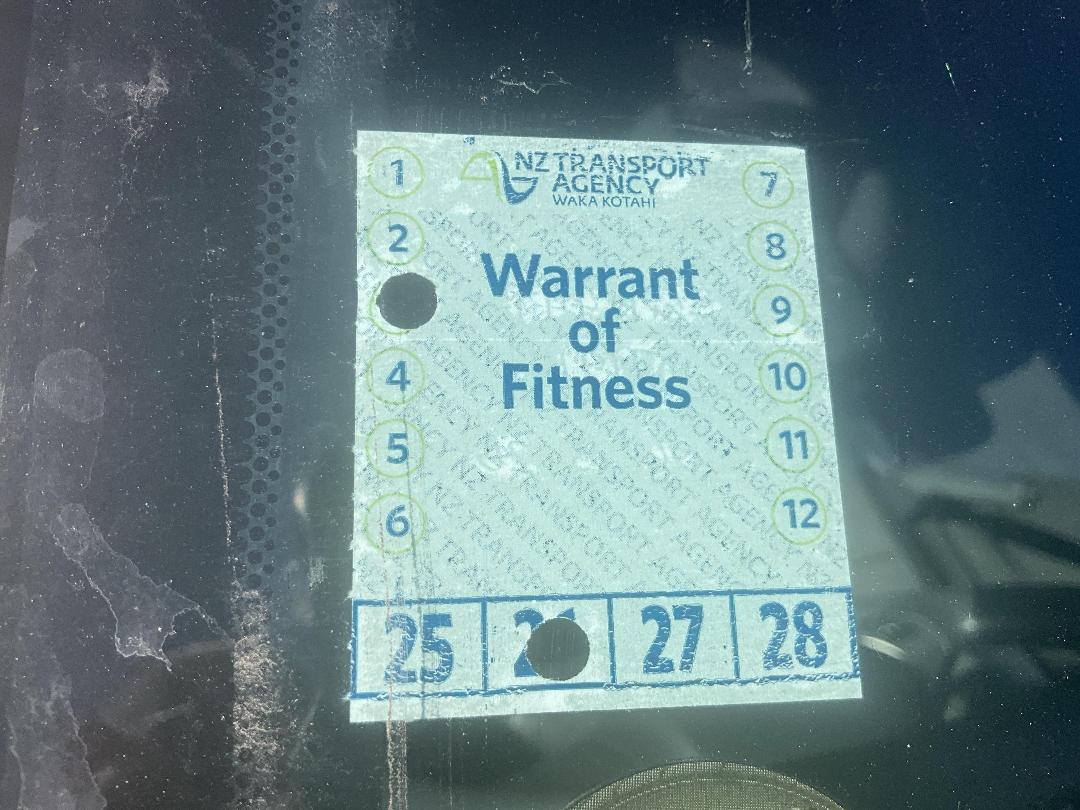 NZ TRANSPORT
AGENCY
WAKA KOTAHI
1
2
4
5
6
7
8
9
10
11
12
Warrant
of
Fitness
25 27 28